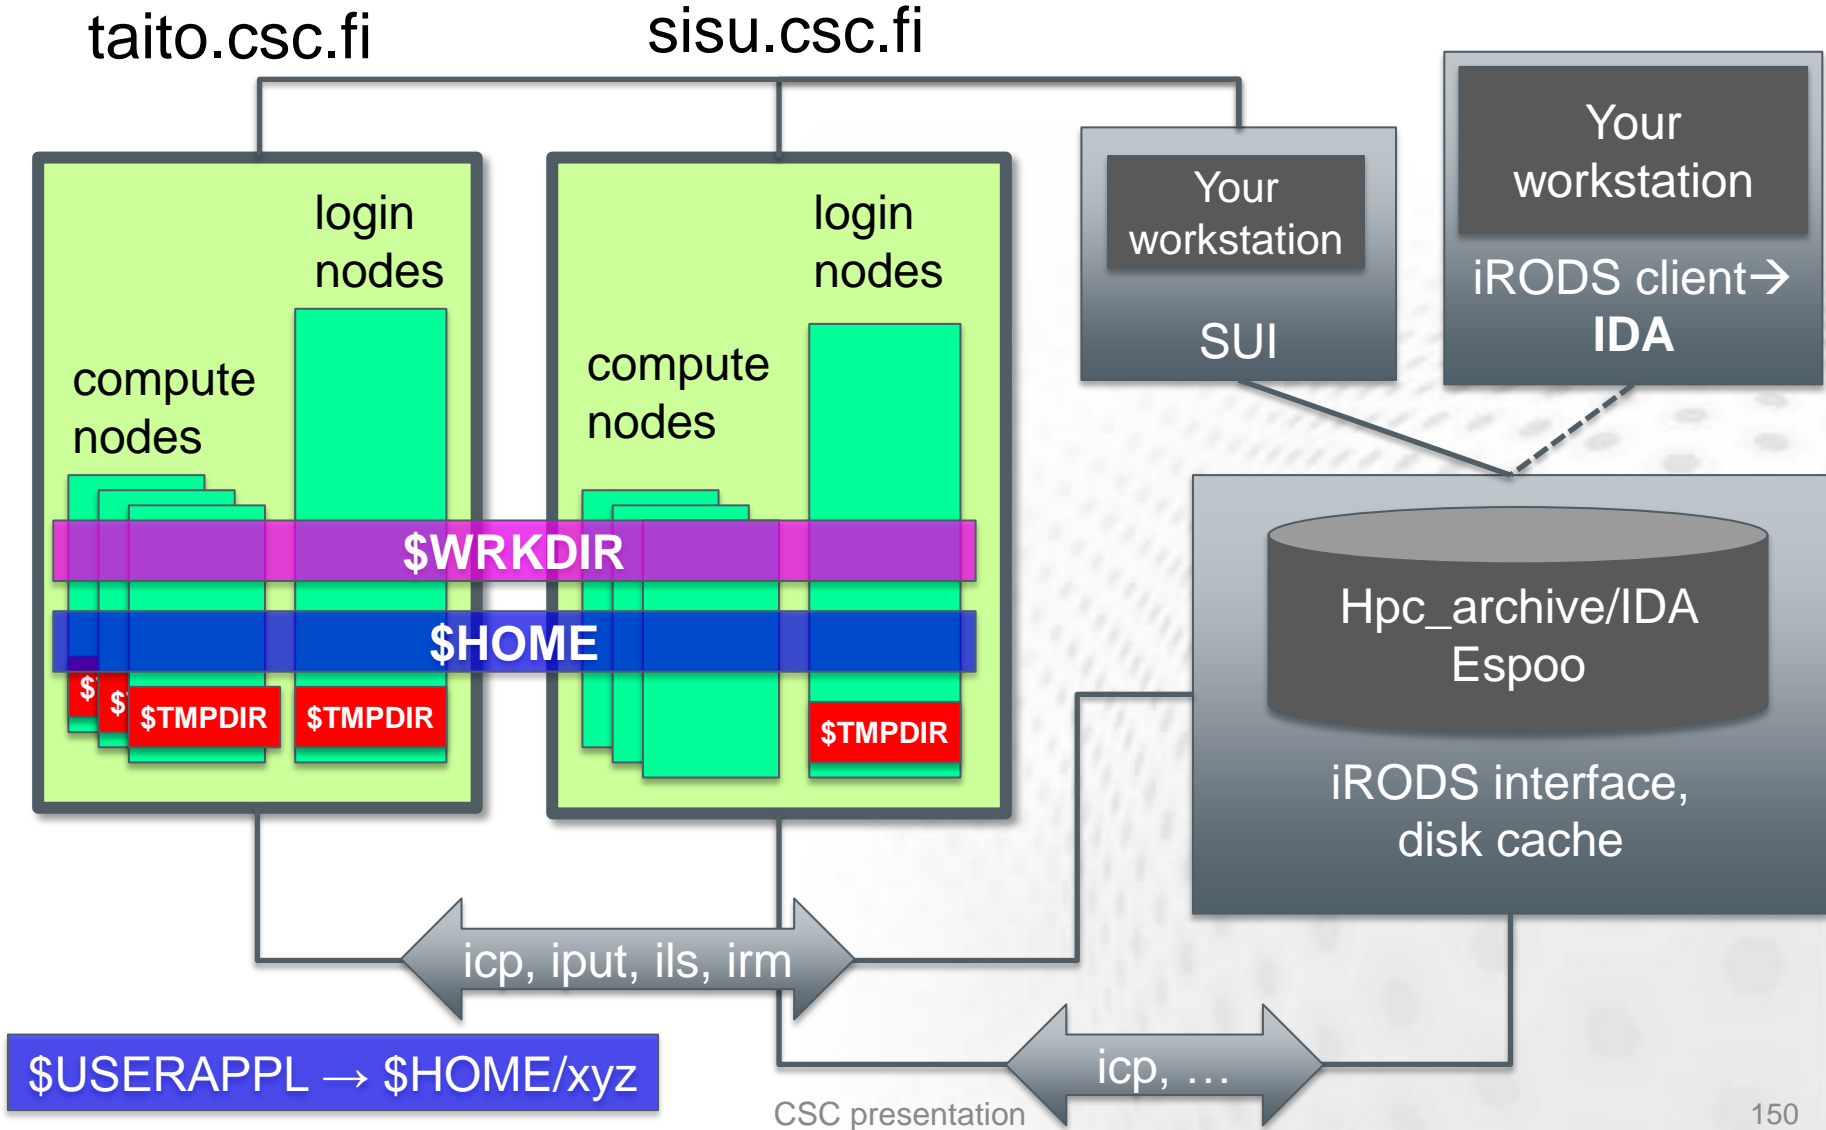 taito.csc.fi
sisu.csc.fi
login
nodes
compute
nodes
login
nodes
compute
nodes
$WRKDIR
$HOME
$
$
$TMPDIR
$TMPDIR
$TMPDIR
Your
workstation
SUI
Your
workstation
iRODS client→
IDA
Hpc_archive/IDA
Espoo
iRODS interface,
disk cache
icp, iput, ils, irm
icp, …
$USERAPPL → $HOME/xyz
CSC presentation
150